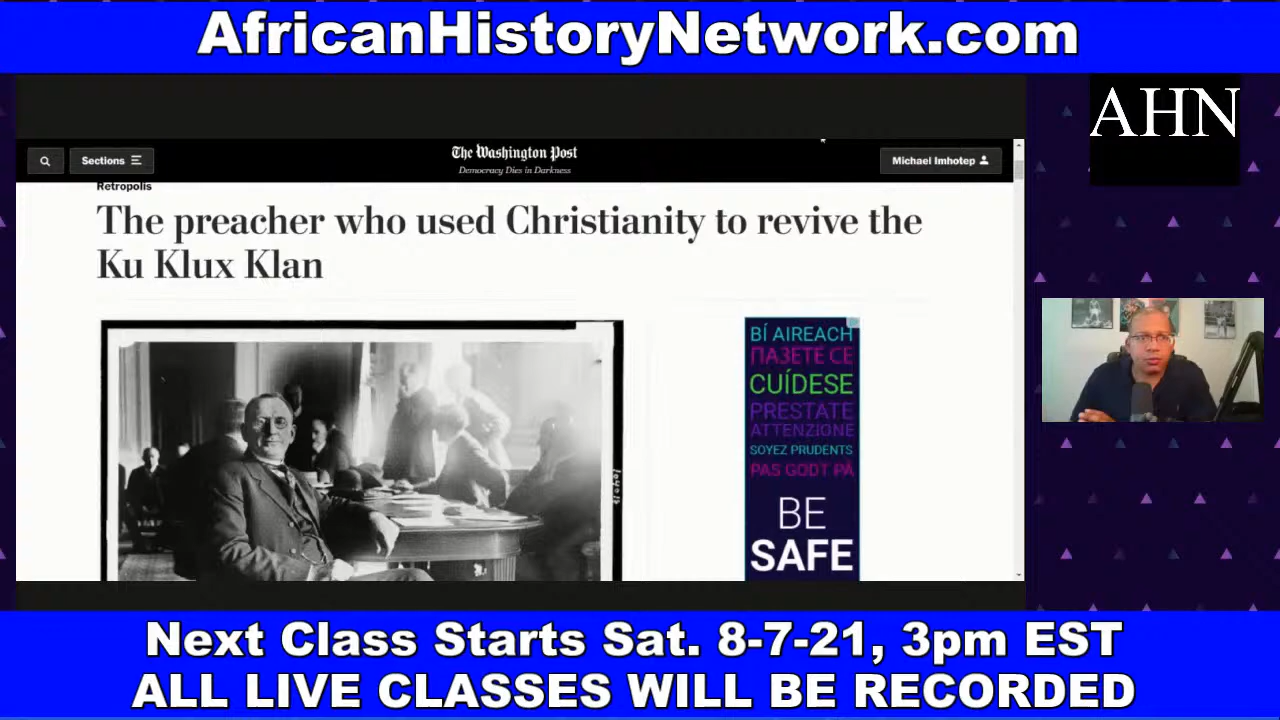 AfricanHistoryNetwork.com
AHN
Sections
The Washington Post
Democracy Dies in Darkness
Michael Imhotep
Retropolis
The preacher who used Christianity to revive the
Ku Klux Klan
BÍ AIREACH
ПАЗЕТЕ СЕ
CUÍDESE
PRESTATE
ATTENZIONE
SOYEZ PRUDENTS
PAS GODT PÅ
BE
SAFE
Next Class Starts Sat. 8-7-21, 3pm EST
ALL LIVE CLASSES WILL BE RECORDED